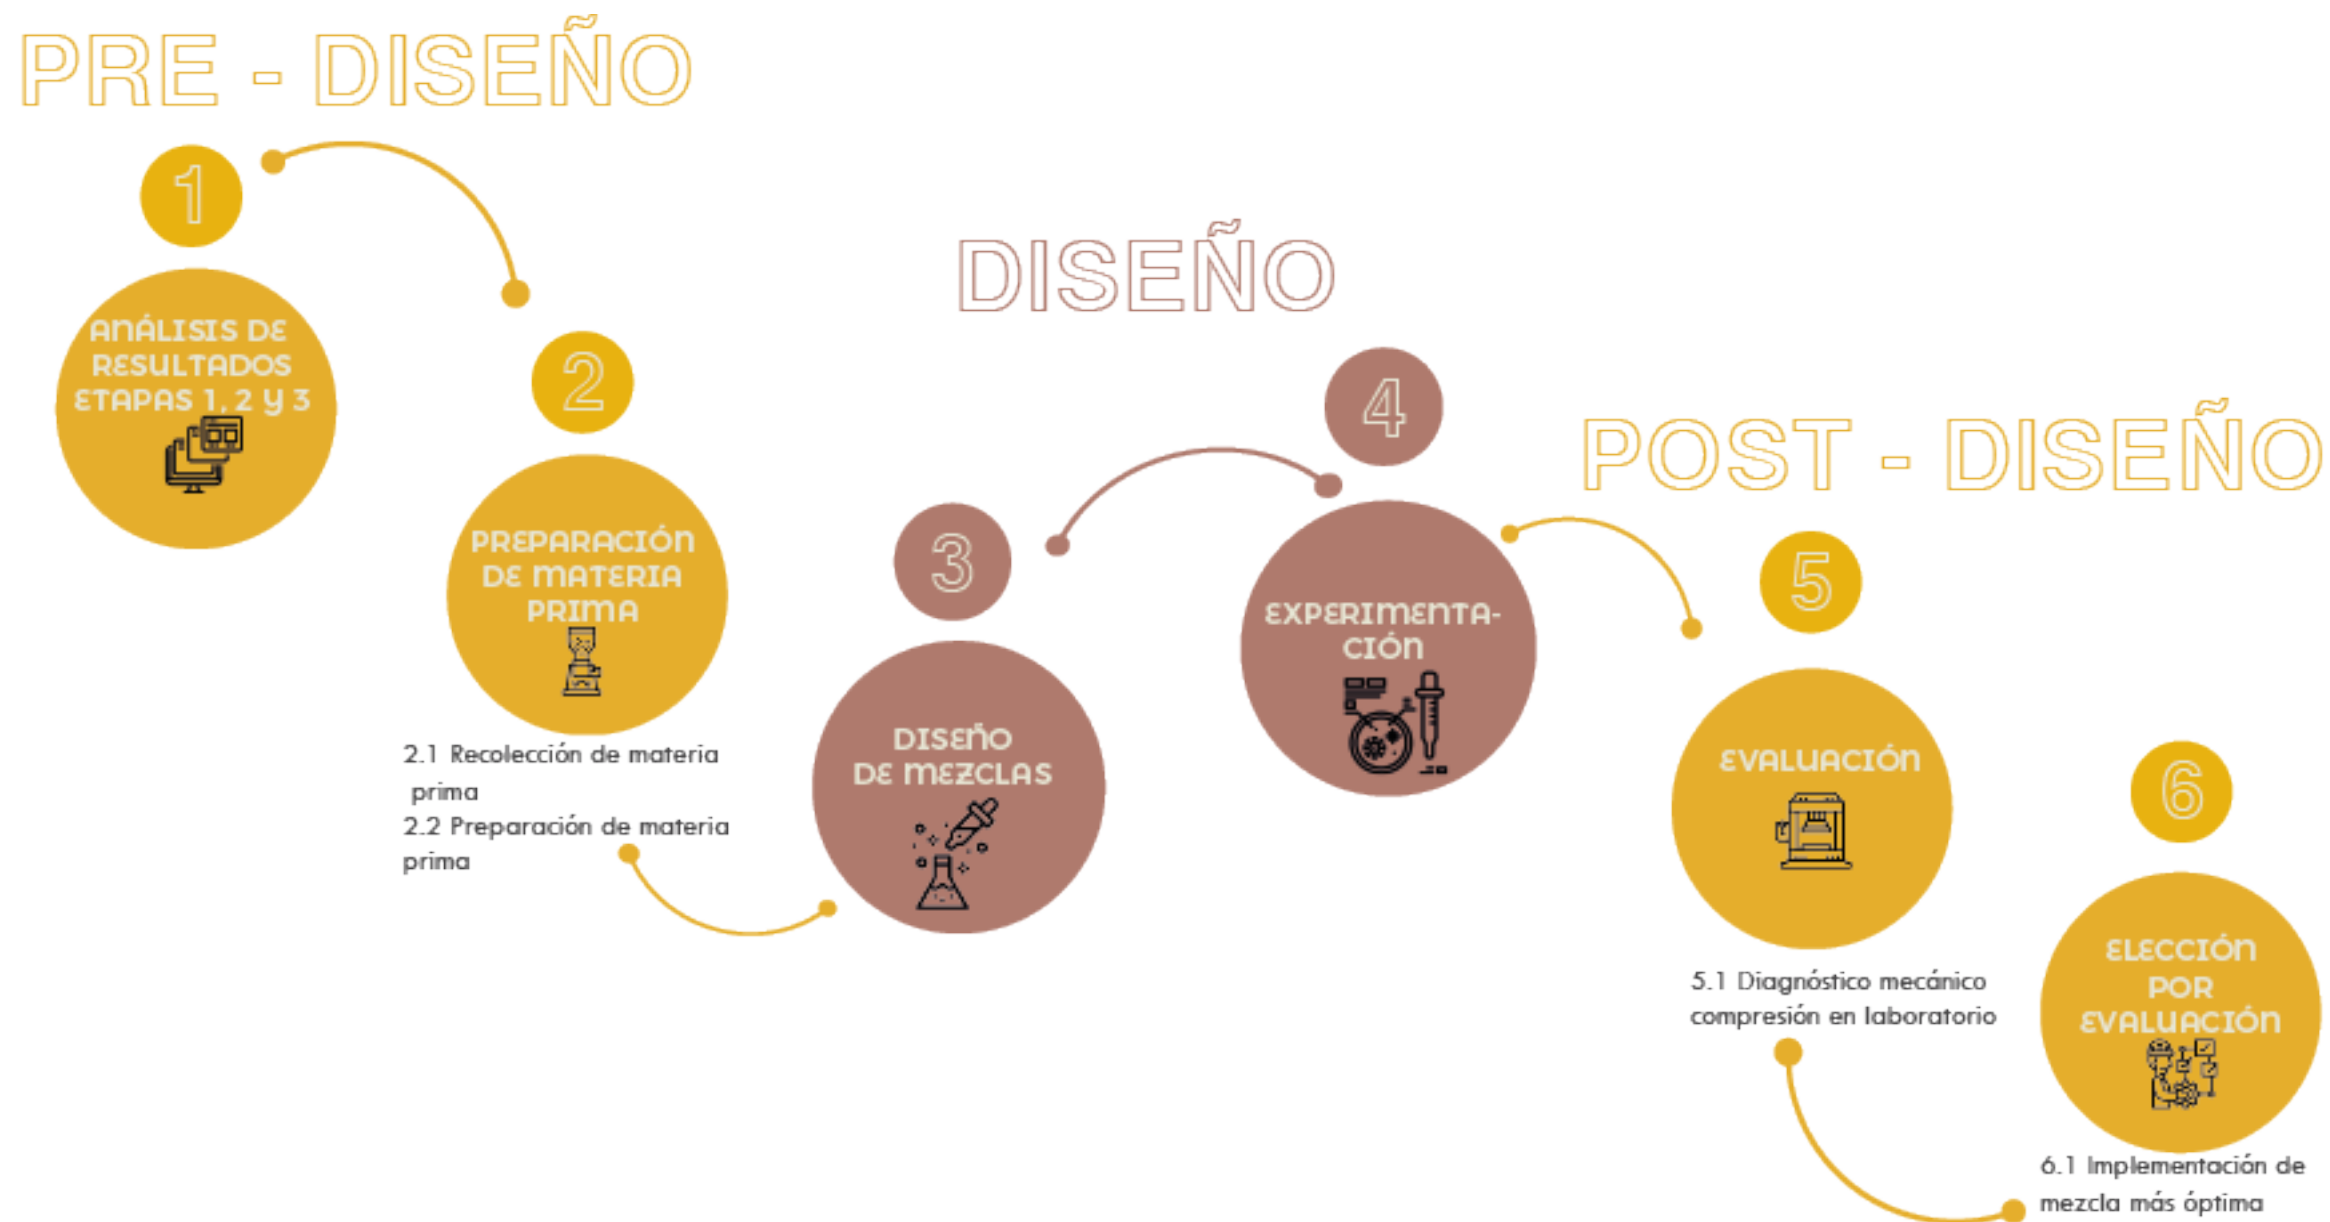 PRE - DISEÑO
1
ANÁLISIS DE
RESULTADOS
ETAPAS 1, 2 Y 3
2
PREPARACIÓN
DE MATERIA
PRIMA
2.1 Recolección de materia
prima
2.2 Preparación de materia
prima
DISEÑO
3
DISEÑO
DE MEZCLAS
4
EXPERIMENTA-
CIÓN
POST - DISEÑO
5
EVALUACIÓN
5.1 Diagnóstico mecánico
compresión en laboratorio
6
ELECCIÓN
POR
EVALUACIÓN
6.1 Implementación de
mezcla más óptima